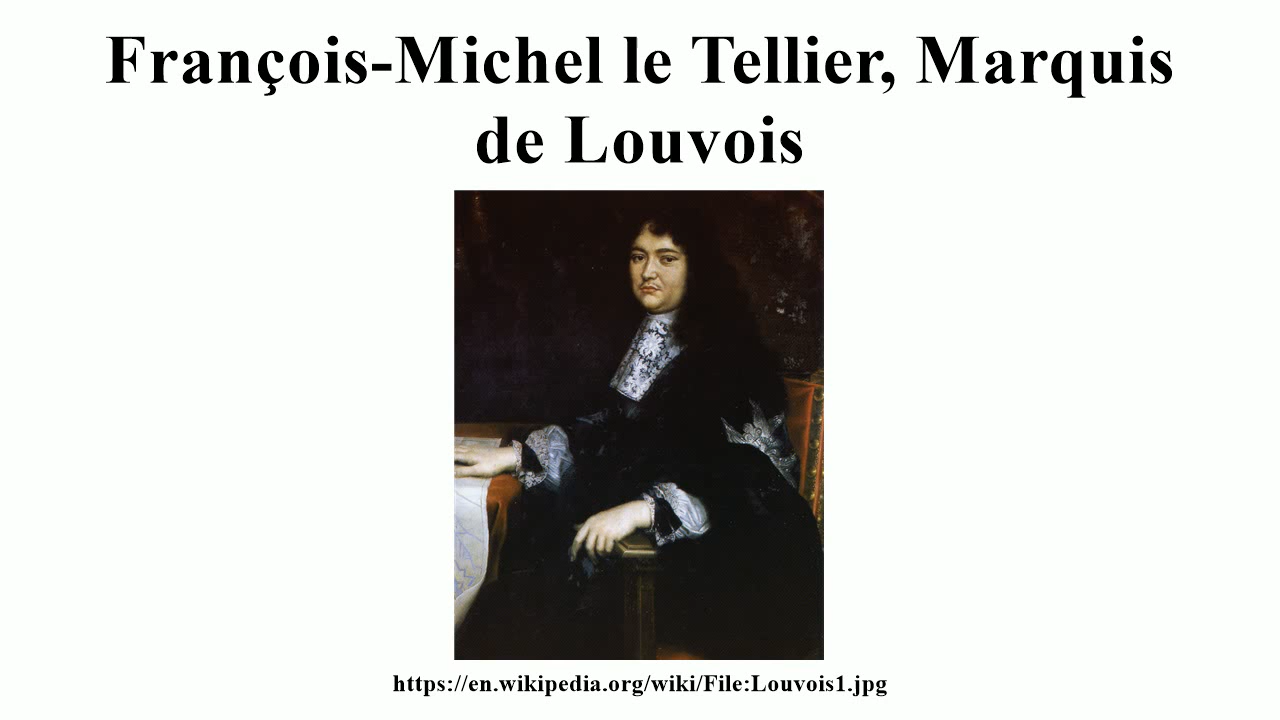 François-Michel le Tellier, Marquis
de Louvois
https://en.wikipedia.org/wiki/File:Louvois1.jpg